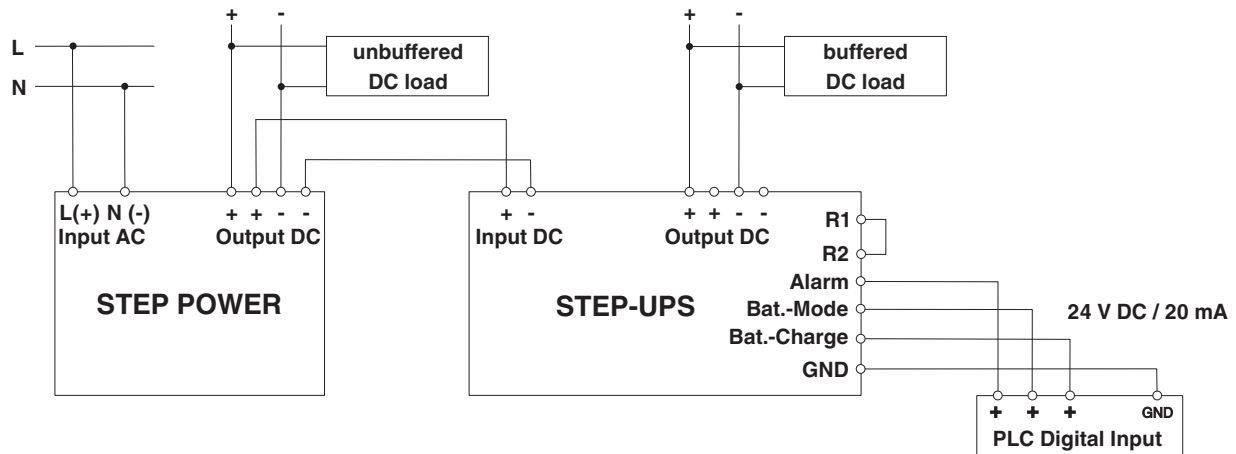 + -
+ -
L
unbuffered
DC load
buffered
DC load
N
L(+) N (-)
Input AC
+ + - -
Output DC
STEP POWER
+ -
Input DC
+ + - -
Output DC
STEP-UPS
R1
R2
Alarm
Bat.-Mode
Bat.-Charge
GND
24 V DC / 20 mA
+ + + GND
PLC Digital Input